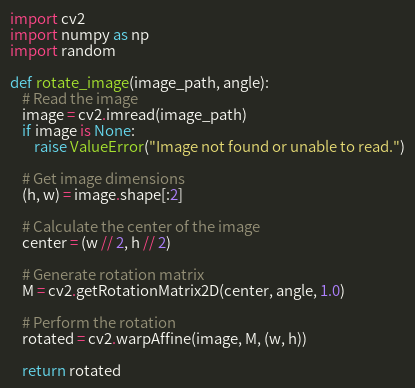 import cv2
import numpy as np
import random

def rotate_image(image_path, angle):
    # Read the image
    image = cv2.imread(image_path)
    if image is None:
        raise ValueError("Image not found or unable to read.")

    # Get image dimensions
    (h, w) = image.shape[:2]

    # Calculate the center of the image
    center = (w // 2, h // 2)

    # Generate rotation matrix
    M = cv2.getRotationMatrix2D(center, angle, 1.0)

    # Perform the rotation
    rotated = cv2.warpAffine(image, M, (w, h))

    return rotated